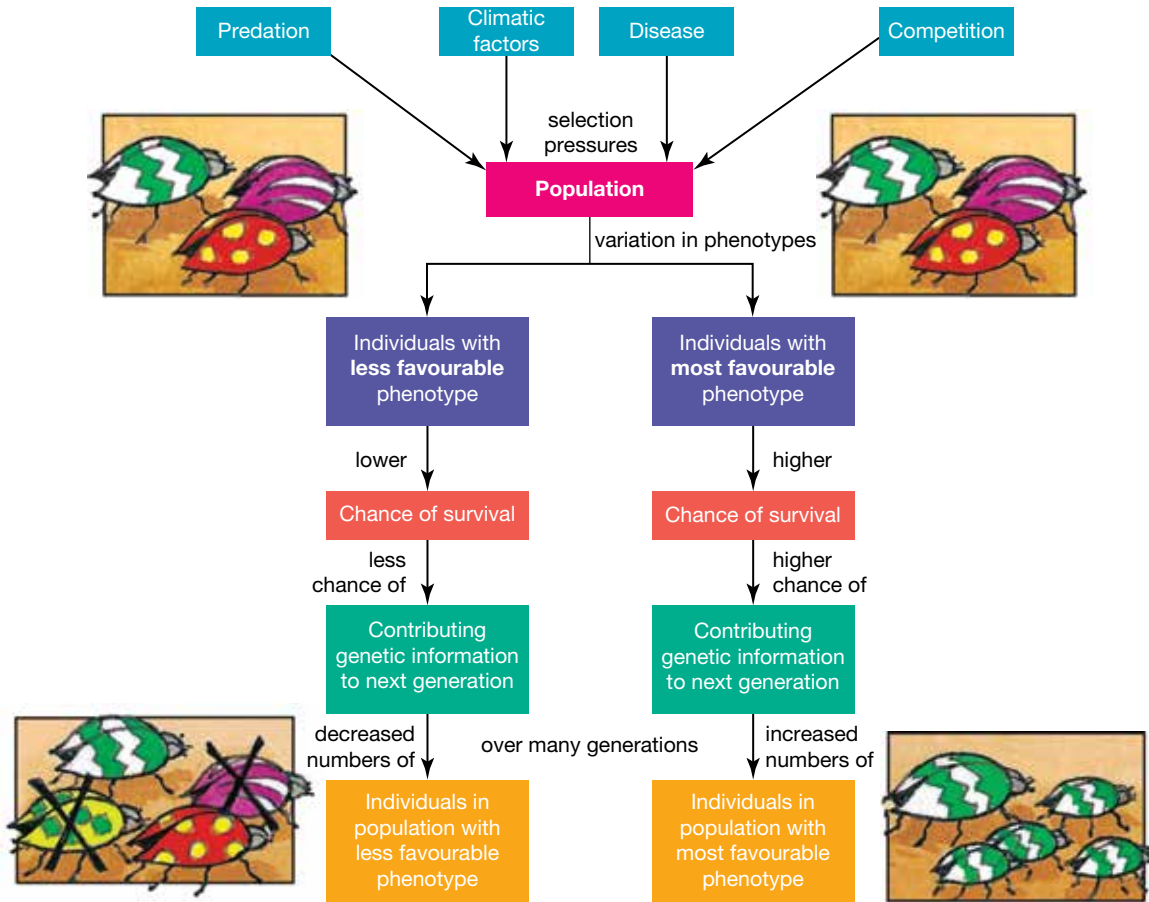 Predation
Climatic
factors
Disease
Competition
selection
pressures
Population
variation in phenotypes
Individuals with
less favourable
phenotype
Individuals with
most favourable
phenotype
lower
higher
Chance of survival
Chance of survival
less
chance of
higher
chance of
Contributing
genetic information
to next generation
Contributing
genetic information
to next generation
decreased
numbers of
over many generations
increased
numbers of
Individuals in
population with
less favourable
phenotype
Individuals in
population with
most favourable
phenotype